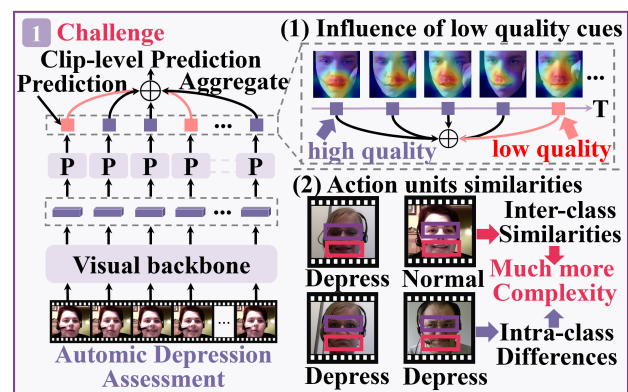 1 Challenge
Clip-level Prediction
Prediction
Aggregate
...
P P P P P
...
Visual backbone
...
Automic Depression
Assessment
(1) Influence of low quality cues
...
T
high quality
low quality
(2) Action units similarities
Depress
Normal
Inter-class
Similarities
Much more
Complexity
Depress
Depress
Intra-class
Differences